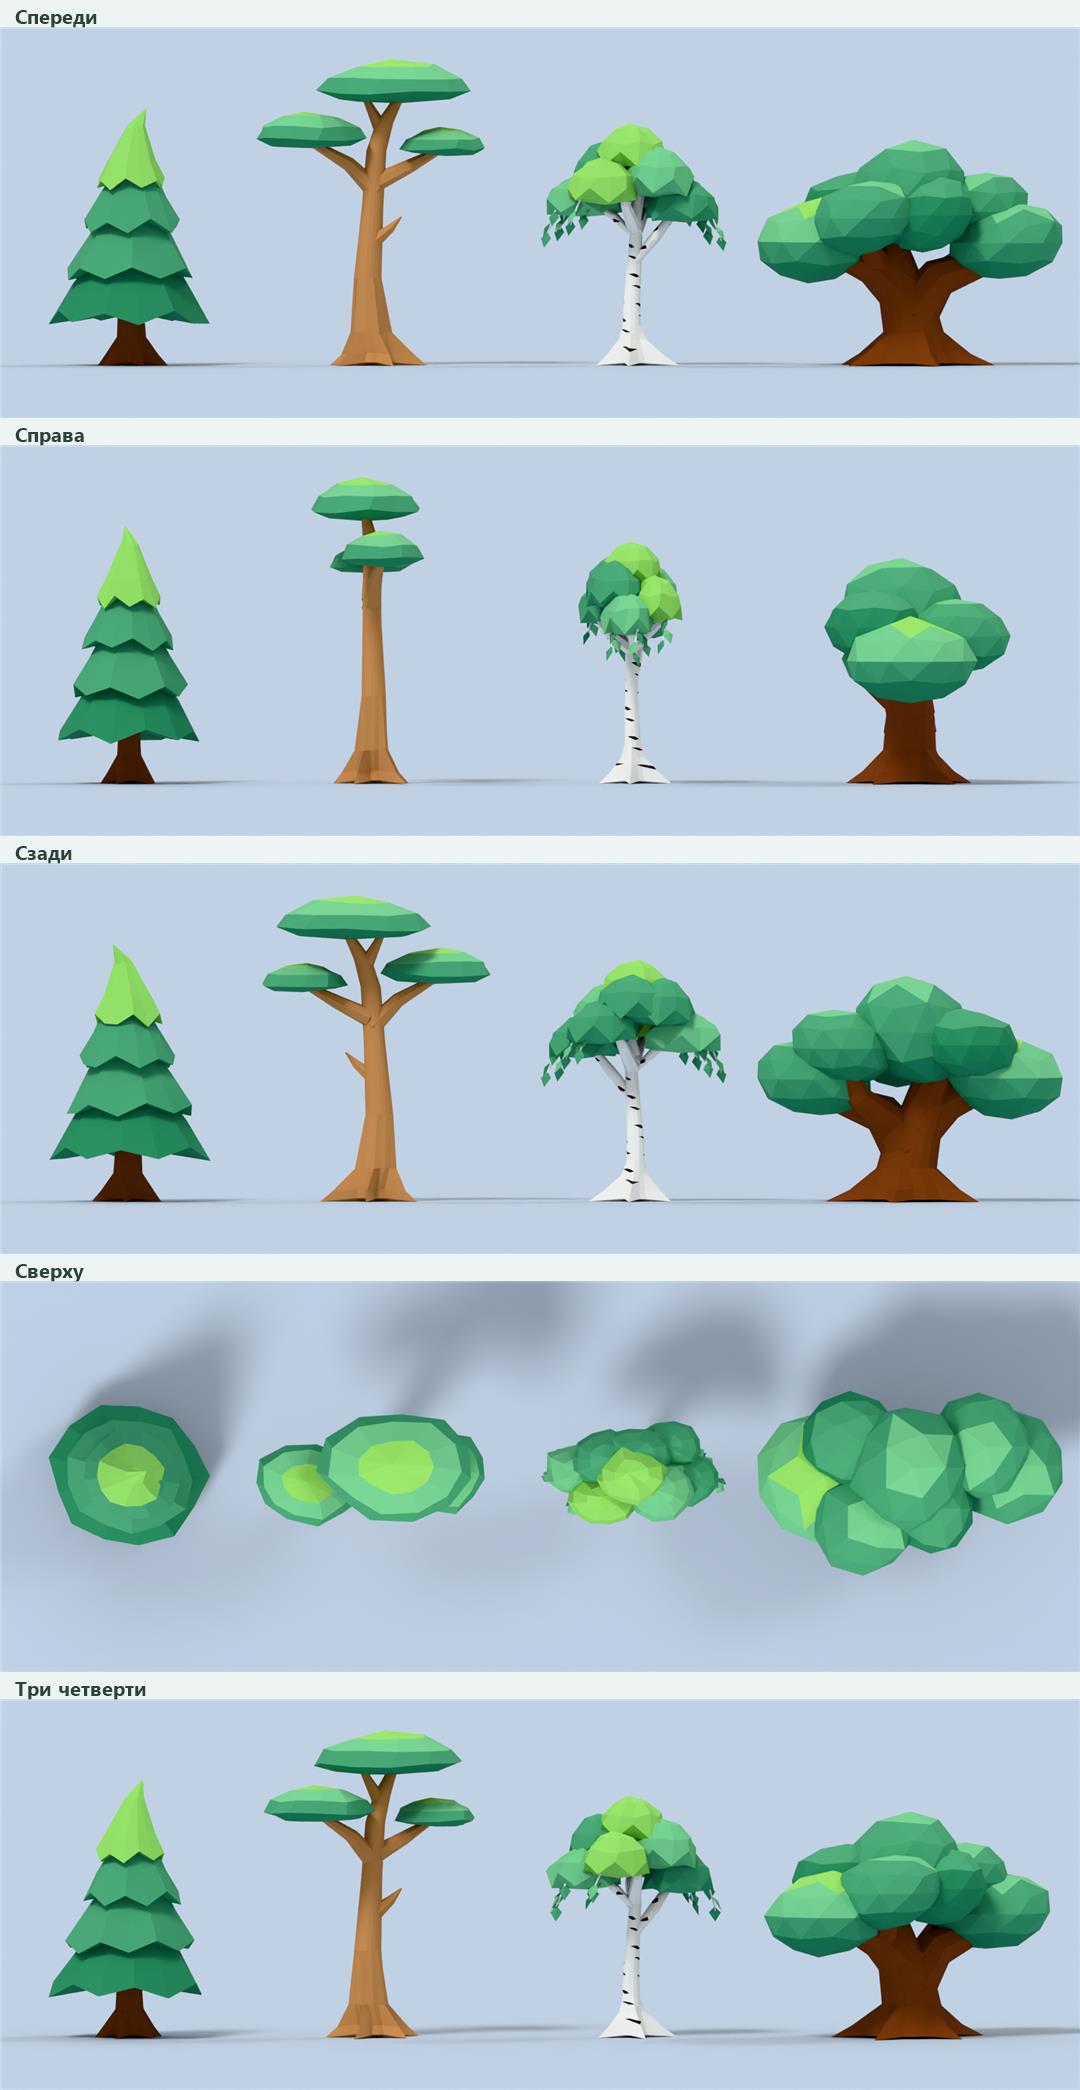 Спереди
Справа
Сзади
Сверху
Три четверти